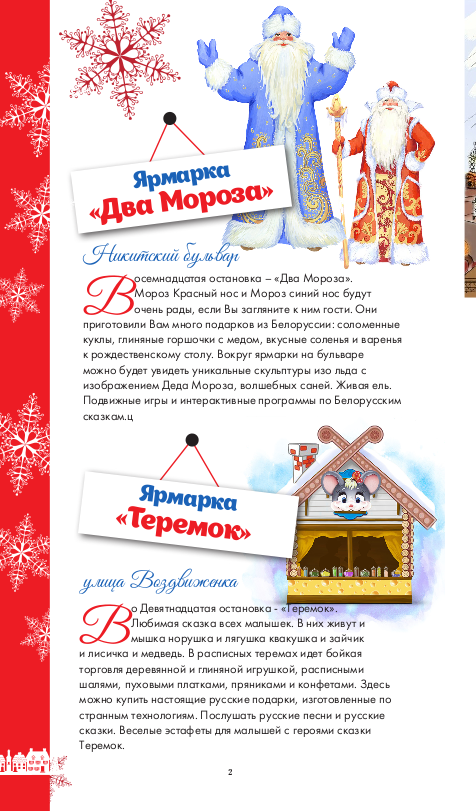 Ярмарка
«Два Мороза»
Никитский бульвар
Восемнадцатая остановка – «Два Мороза».
Мороз Красный нос и Мороз синий нос будут
очень рады, если Вы загляните к ним гости. Они
приготовили Вам много подарков из Белоруссии: соломенные
куклы, глиняные горшочки с медом, вкусные соленья и варенья
к рождественскому столу. Вокруг ярмарки на бульваре
можно будет увидеть уникальные скульптуры изо льда с
изображением Деда Мороза, волшебных саней. Живая ель.
Подвижные игры и интерактивные программы по Белорусским
сказкам.ц
Ярмарка
«Теремок»
улица Воздвиженка
Во Девятнадцатая остановка - «Теремок».
Любимая сказка всех малышек. В них живут и
мышка норушка и лягушка квакушка и зайчик
и лисичка и медведь. В расписных теремах идет бойкая
торговля деревянной и глиняной игрушкой, расписными
шалями, пуховыми платками, пряниками и конфетами. Здесь
можно купить настоящие русские подарки, изготовленные по
странным технологиям. Послушать русские песни и русские
сказки. Веселые эстафеты для малышей с героями сказки
Теремок.
2